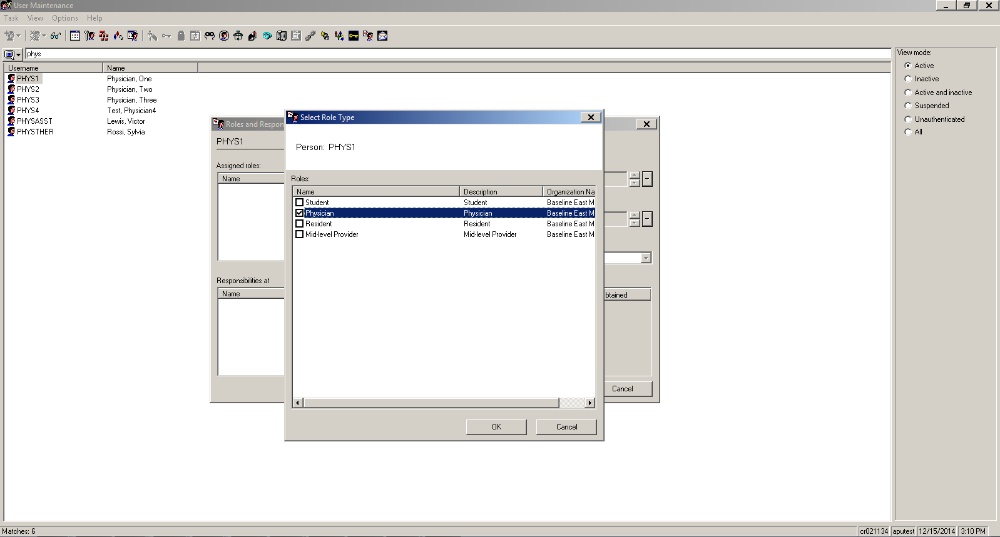 User Maintenance
Task View Options Help
phys
Username Name
PHYS1 Physician, One
PHYS2 Physician, Two
PHYS3 Physician, Three
PHYS4 Test, Physician4
PHYSASST Lewis, Victor
PHYSTHER Rossi, Sylvia
View mode:
Active
Inactive
Active and inactive
Suspended
Unauthenticated
All
Roles and Respon
PHYS1
Assigned roles:
Name
Responsibilities at
Name
btained
Cancel
Select Role Type
Person: PHYS1
Roles:
Name Description Organization Na
Student Student Baseline East M
Physician Physician Baseline East M
Resident Resident Baseline East M
Mid-level Provider Mid-level Provider Baseline East M
OK Cancel
Matches: 6 cr021134 aputest 12/15/2014 3:10 PM